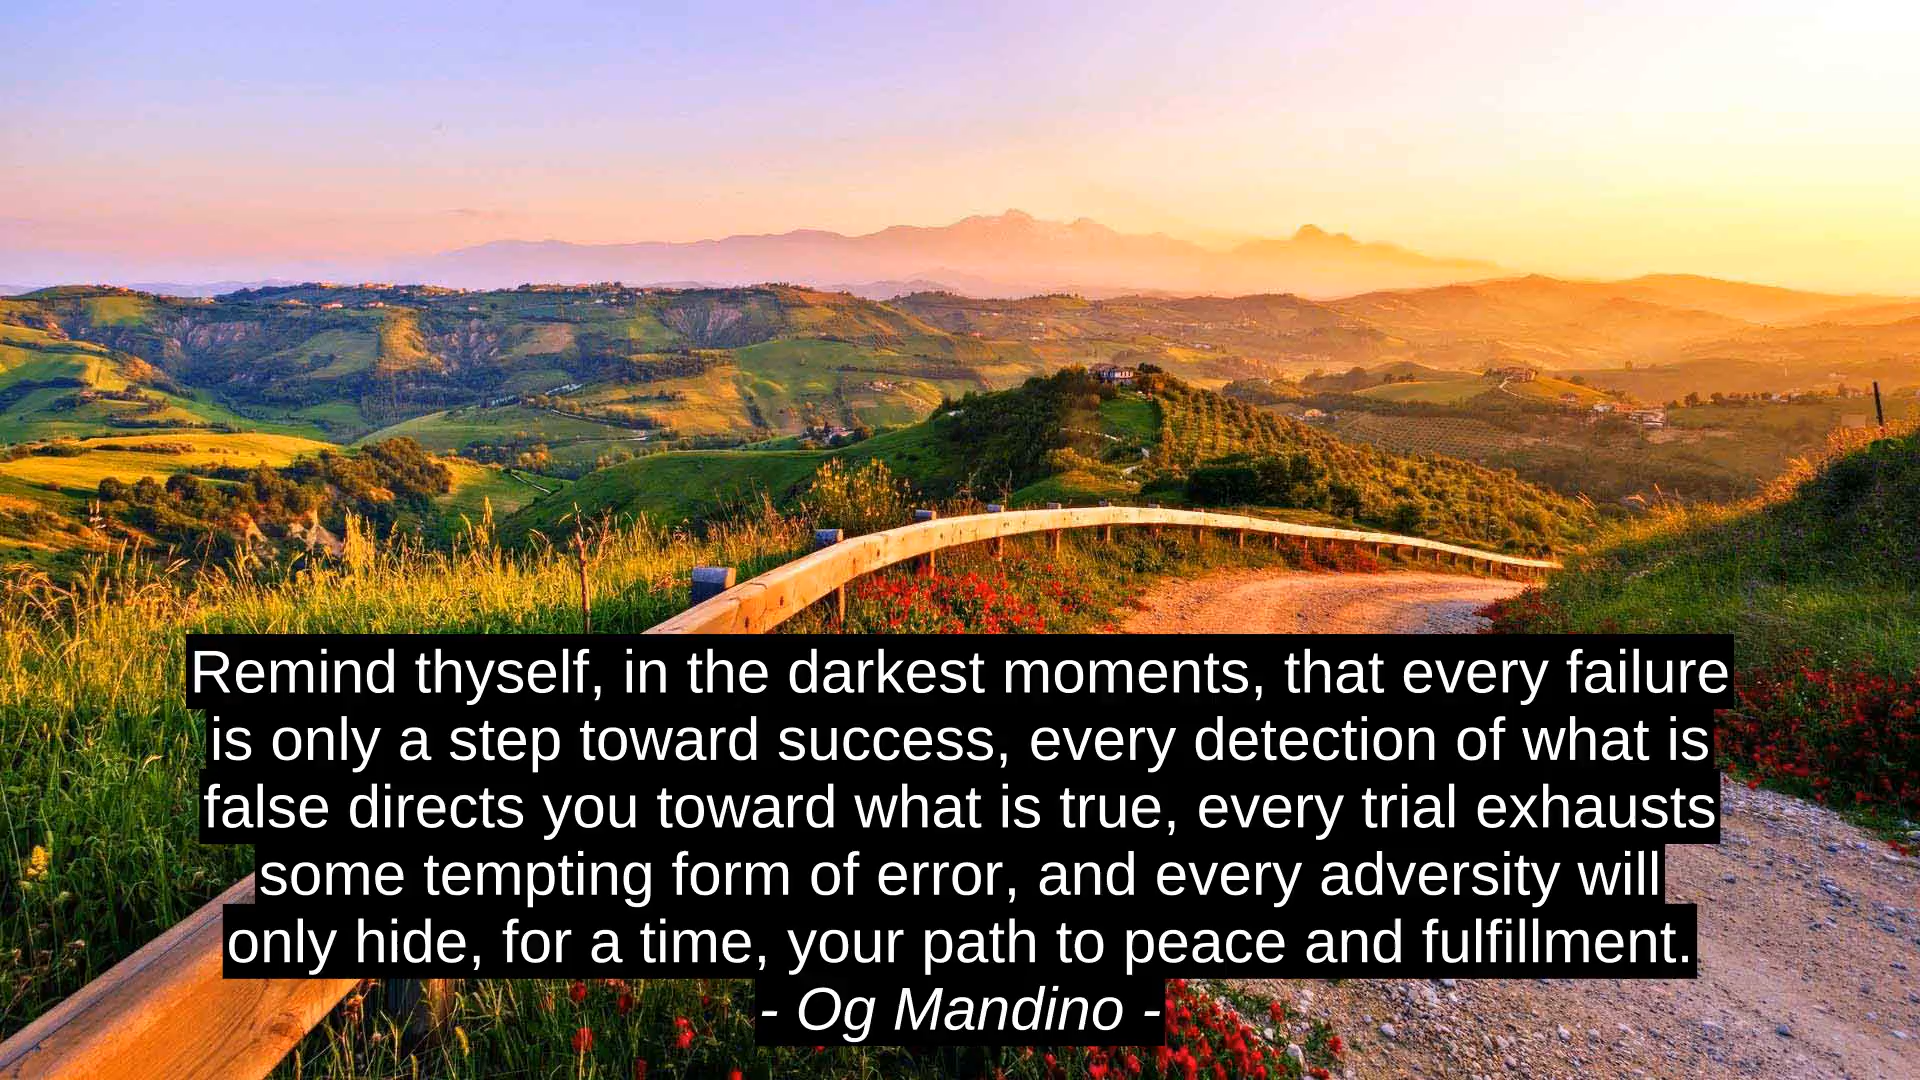 Remind thyself, in the darkest moments, that every failure
is only a step toward success, every detection of what is
false directs you toward what is true, every trial exhausts
some tempting form of error, and every adversity will
only hide, for a time, your path to peace and fulfillment.
- Og Mandino -